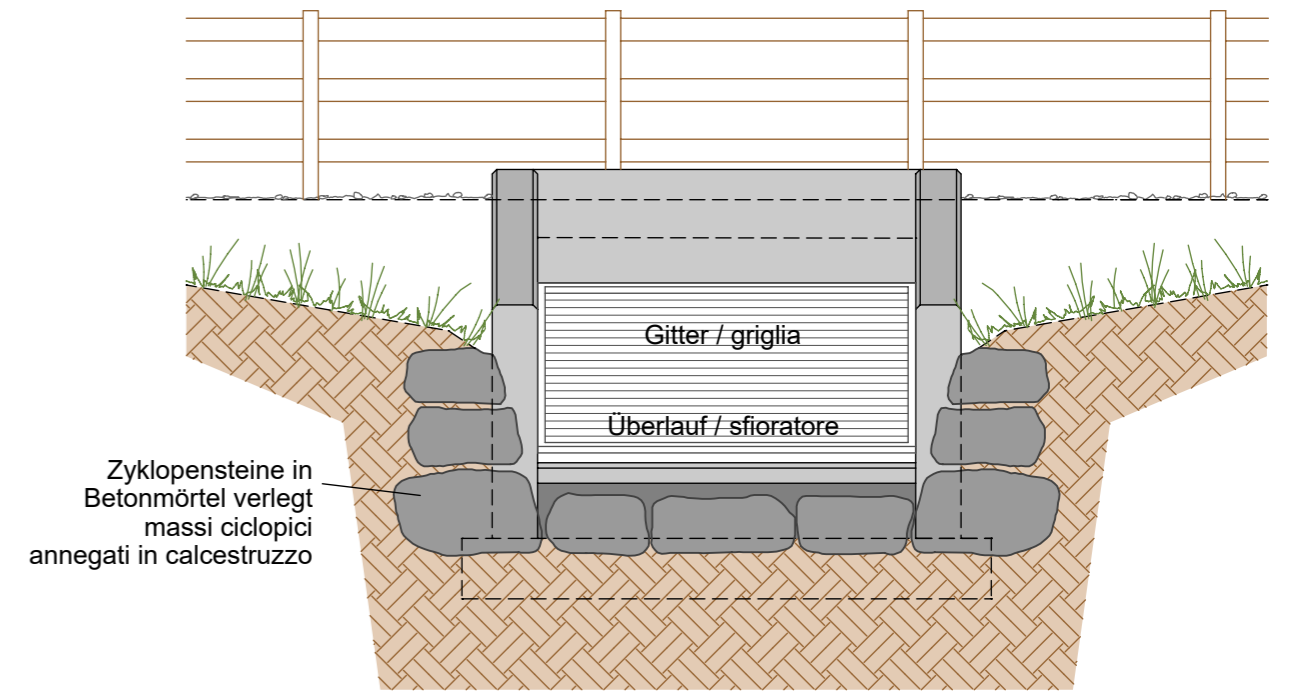 Gitter / griglia
Überlauf / sfioratore
Zyklopensteine in
Betonmörtel verlegt
massi ciclopici
annegati in calcestruzzo